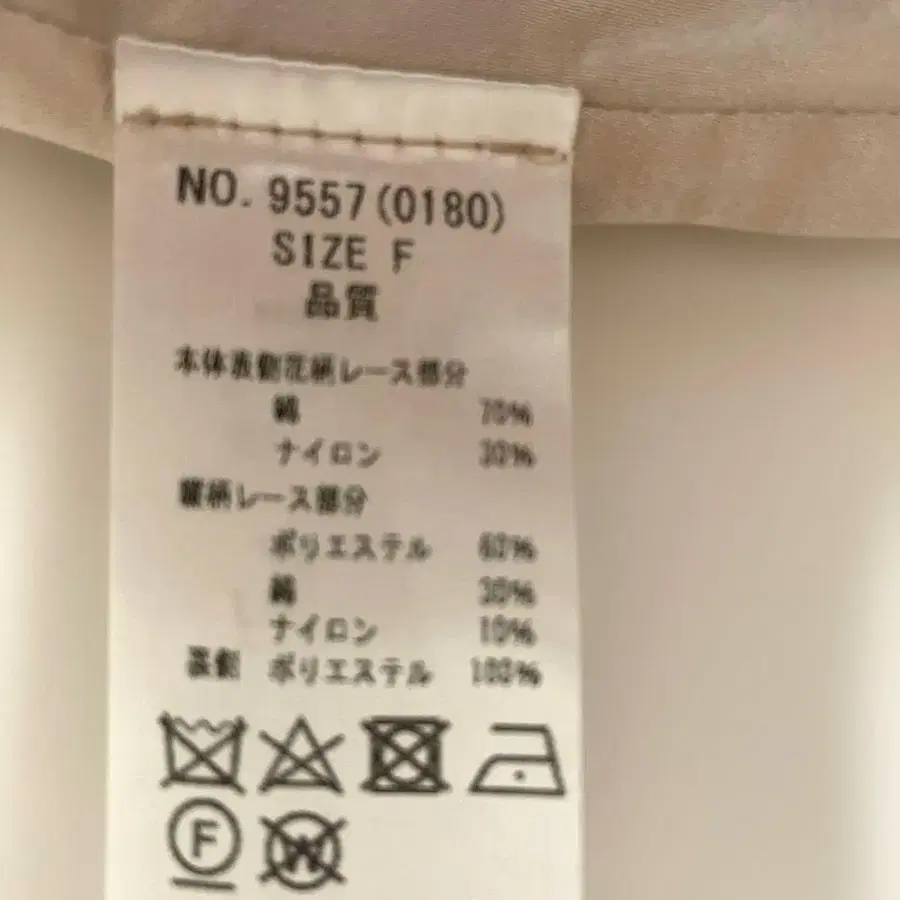 NO. 9557(0180)
SIZE F
品質
本体表側花柄レース部分
綿 70%
ナイロン 30%
縦柄レース部分
ポリエステル 60%
綿 30%
ナイロン 10%
裏側 ポリエステル 100%
F
W